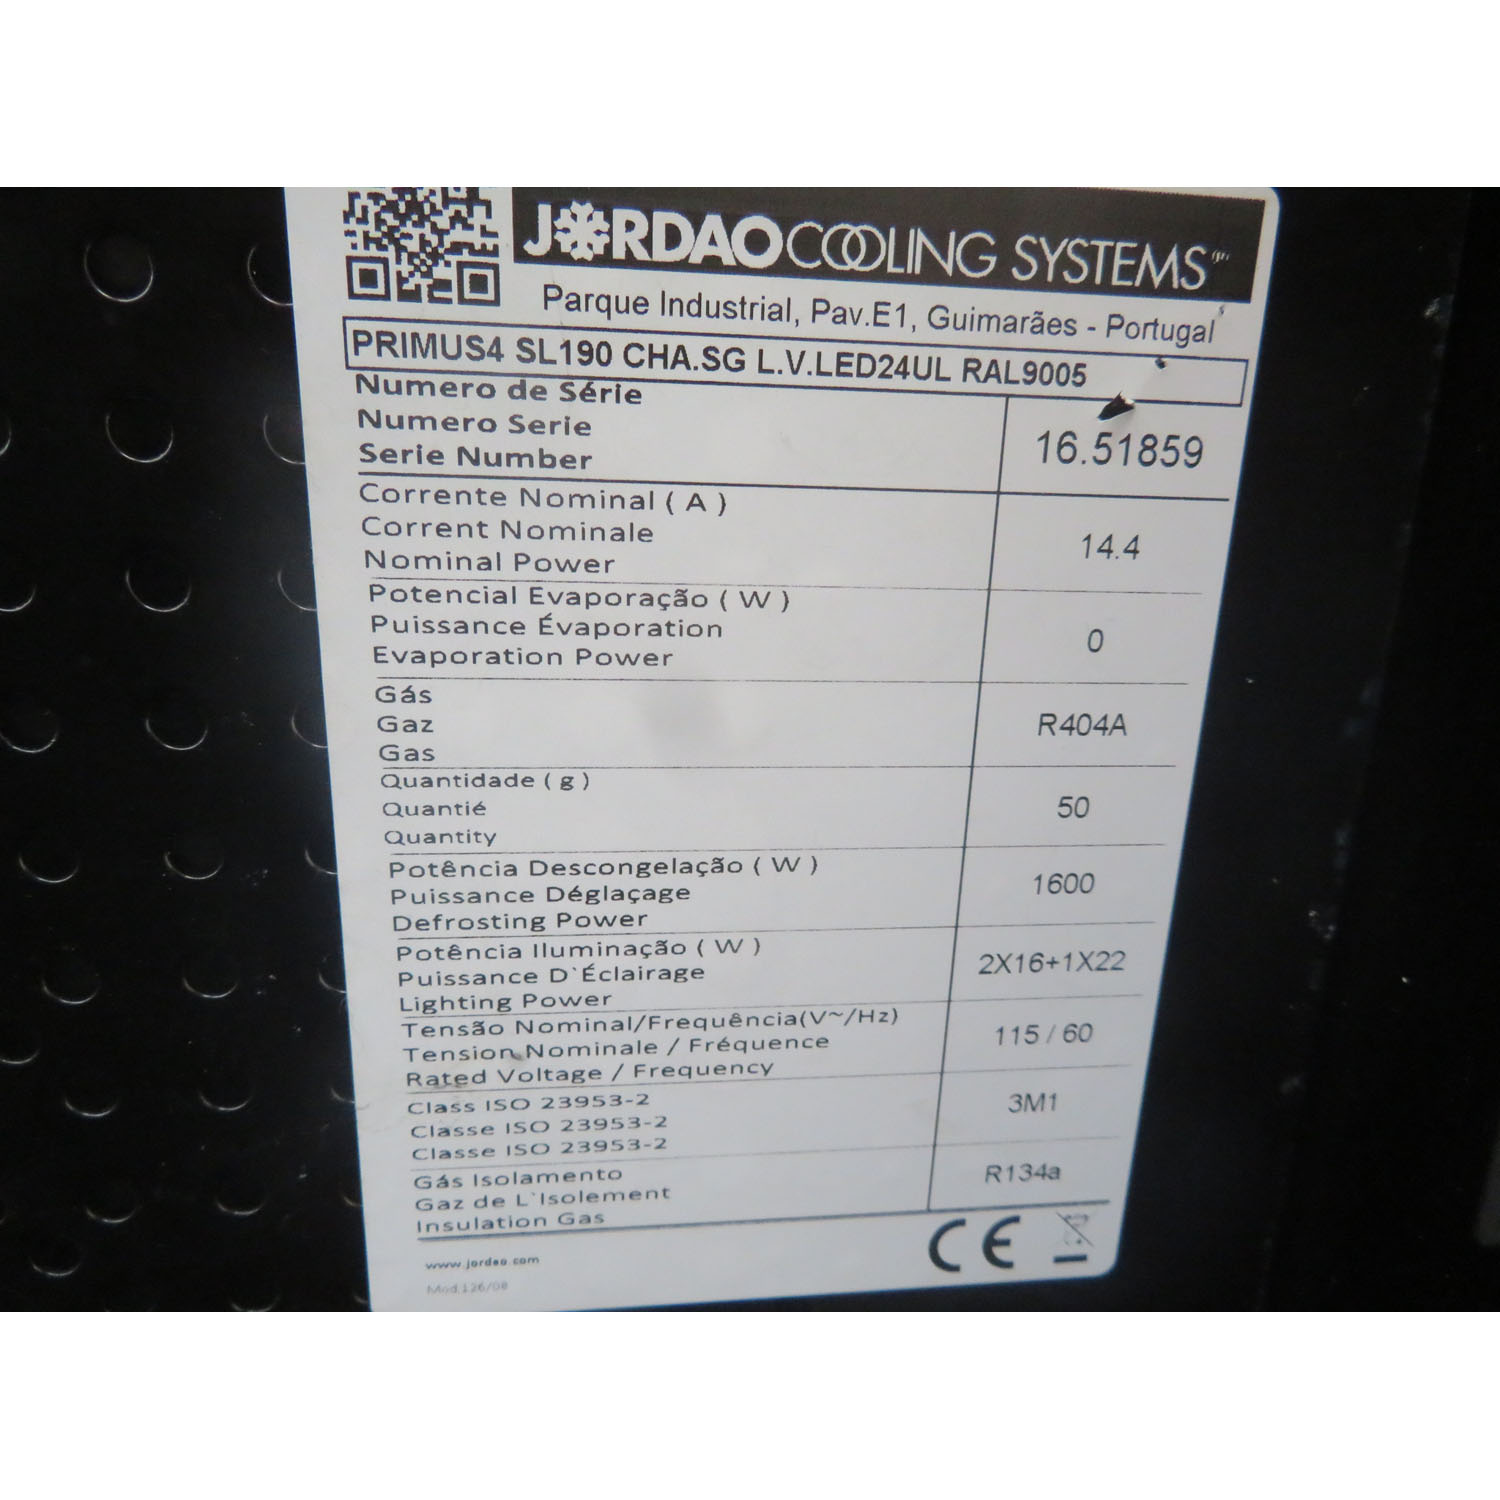 JORDAO COOLING SYSTEMS
Parque Industrial, Pav.E1, Guimarães - Portugal
PRIMUS4 SL190 CHA.SG L.V.LED24UL RAL9005
Numero de Série
Numero Serie
Serie Number
16.51859
Corrente Nominal ( A )
Corrent Nominale
Nominal Power
14.4
Potencial Evaporação ( W )
Puissance Évaporation
Evaporation Power
0
Gás
Gaz
Gas
R404A
Quantidade ( g )
Quantié
Quantity
50
Potência Descongelação ( W )
Puissance Déglaçage
Defrosting Power
1600
Potência Iluminação ( W )
Puissance D`Éclairage
Lighting Power
2X16+1X22
Tensão Nominal/Frequência(V~/Hz)
Tension Nominale / Fréquence
Rated Voltage / Frequency
115 / 60
Class ISO 23953-2
Classe ISO 23953-2
Classe ISO 23953-2
3M1
Gás Isolamento
Gaz de L`Isolement
Insulation Gas
R134a
www.jordao.com
Mod.126/08
CE